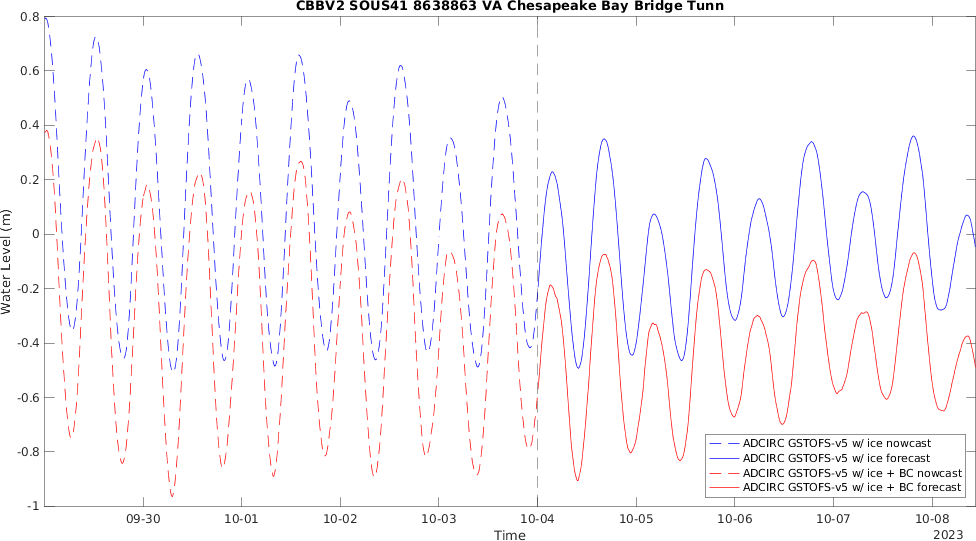 CBBV2 SOUS41 8638863 VA Chesapeake Bay Bridge Tunn
0.8
0.6
0.4
0.2
0
-0.2
-0.4
-0.6
-0.8
-1
Water Level (m)
09-30
10-01
10-02
10-03
10-04
10-05
10-06
10-07
10-08
Time
2023
ADCIRC GSTOFS-v5 w/ ice nowcast
ADCIRC GSTOFS-v5 w/ ice forecast
ADCIRC GSTOFS-v5 w/ ice + BC nowcast
ADCIRC GSTOFS-v5 w/ ice + BC forecast